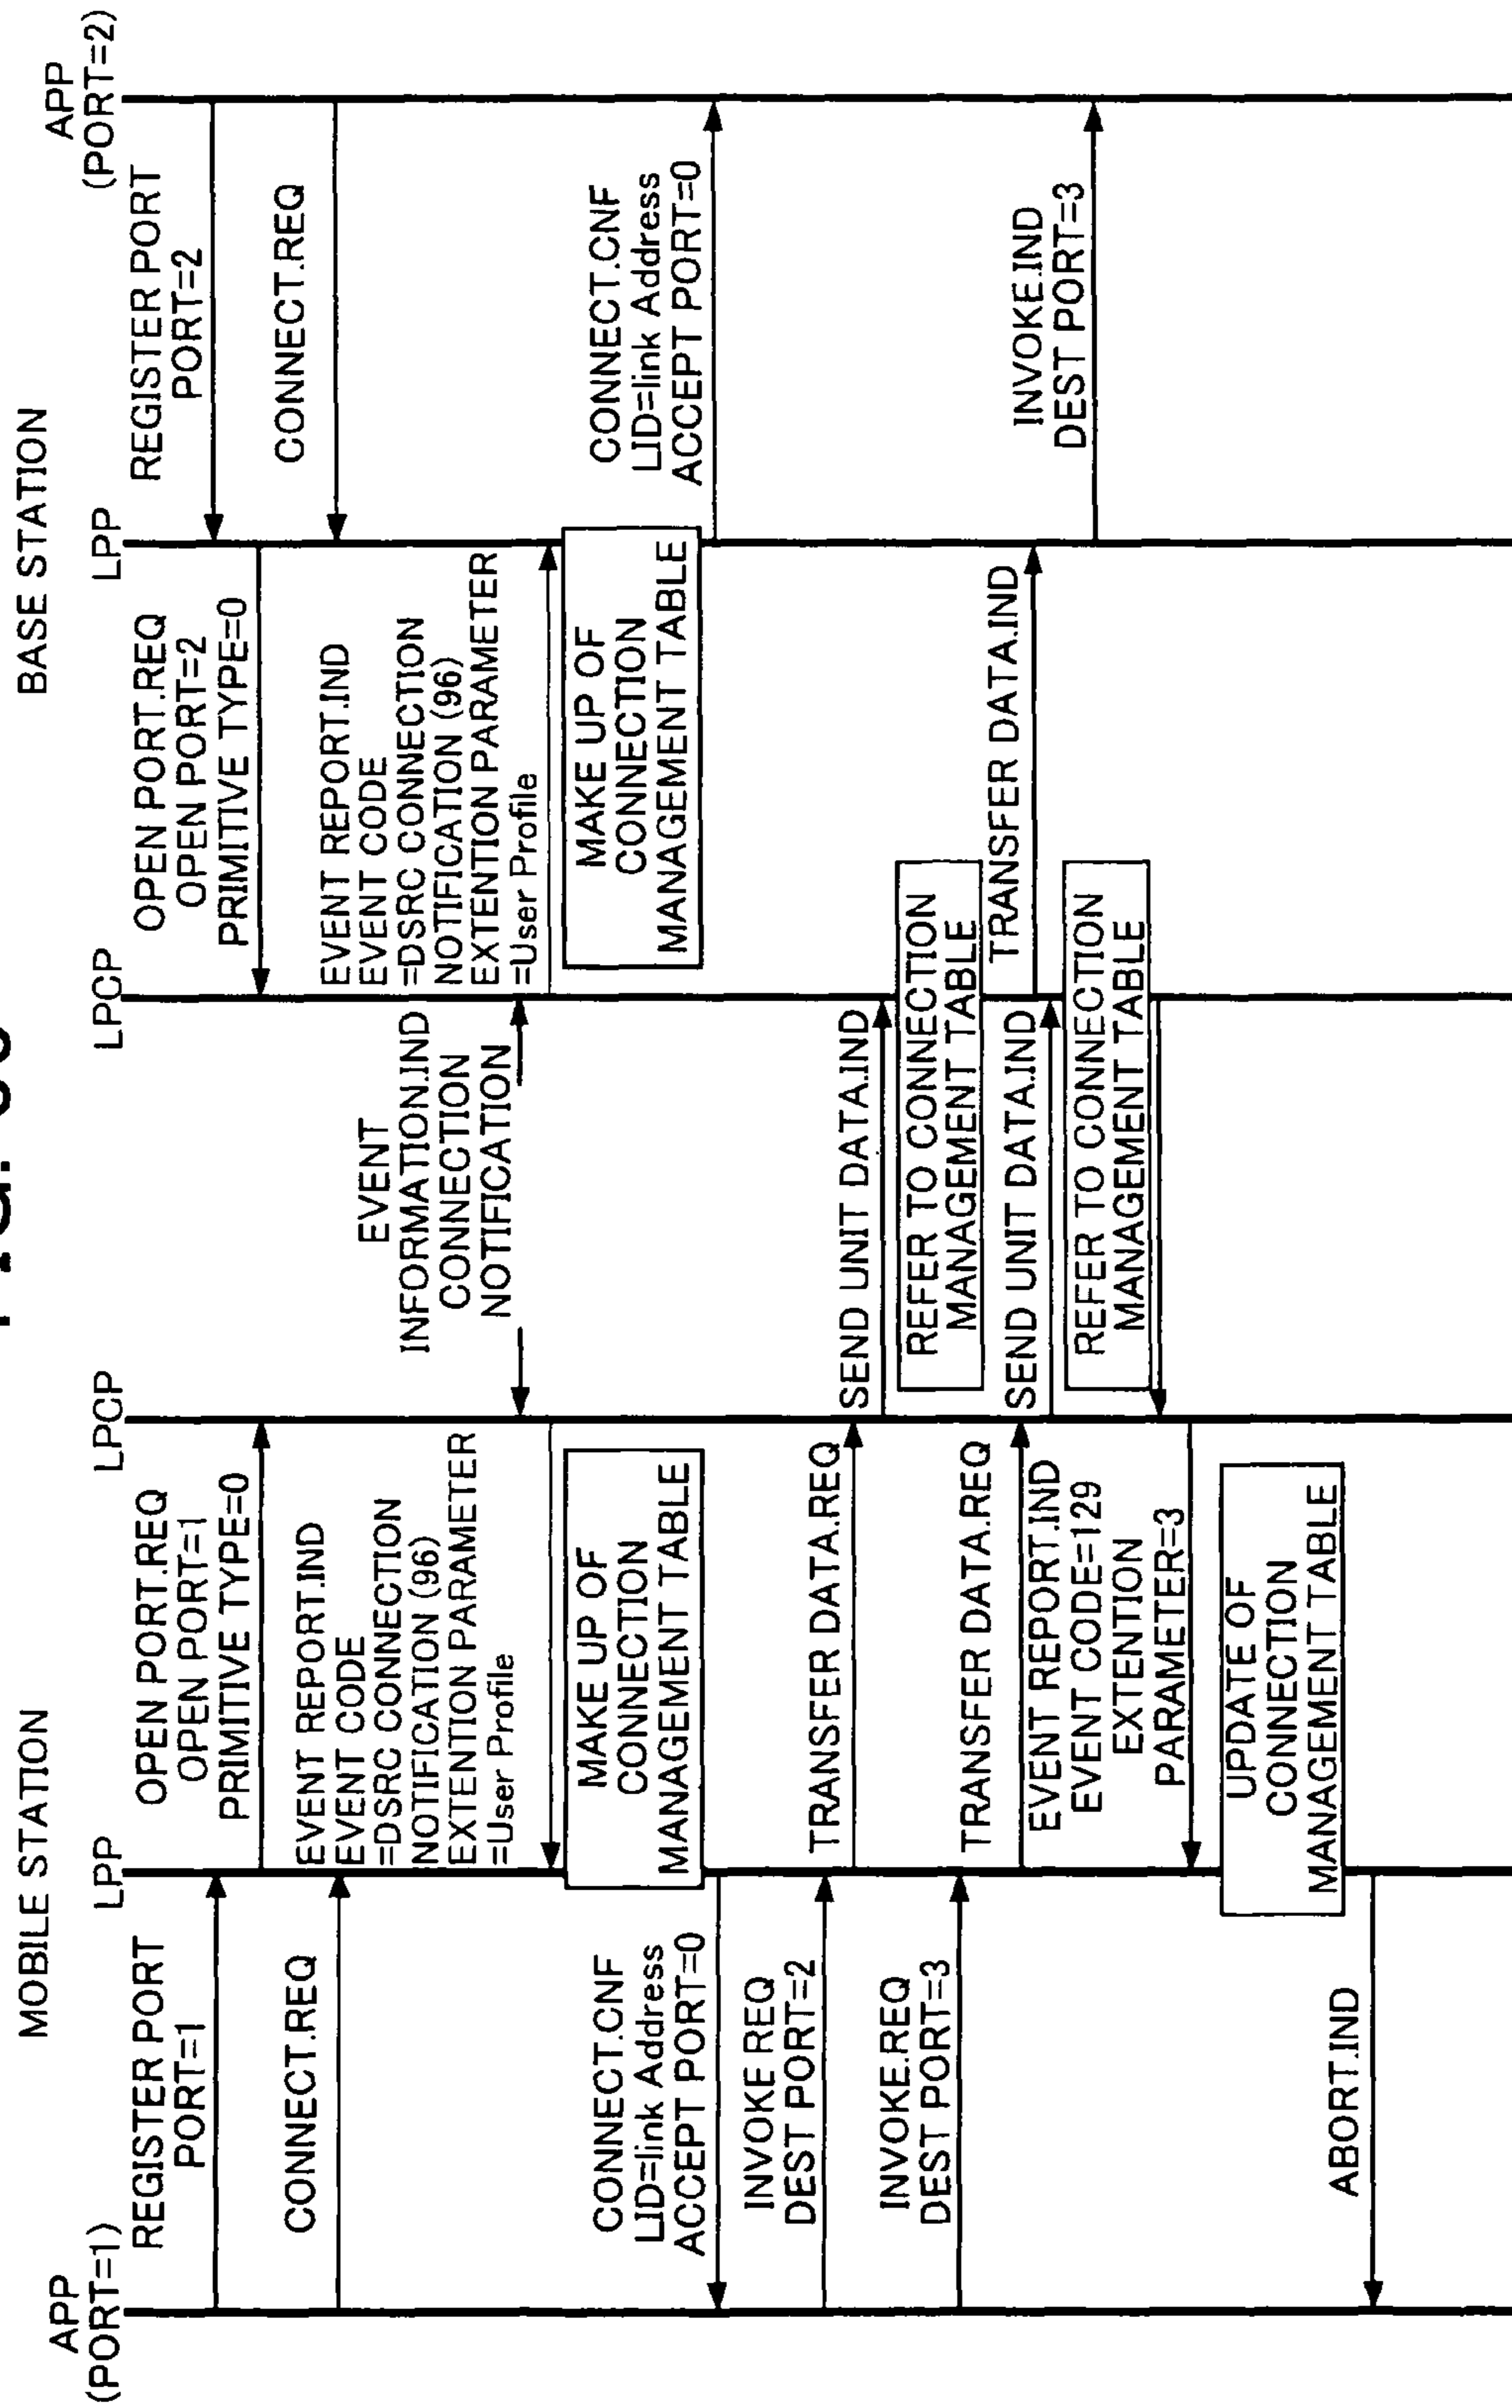 MOBILE STATION
BASE STATION
APP
(PORT=1)
LPP
LPCP
LPCP
LPP
APP
(PORT=2)
REGISTER PORT
PORT=1
OPEN PORT.REQ
OPEN PORT=1
PRIMITIVE TYPE=0
OPEN PORT.REQ
OPEN PORT=2
PRIMITIVE TYPE=0
REGISTER PORT
PORT=2
CONNECT.REQ
EVENT REPORT.IND
EVENT CODE
=DSRC CONNECTION
NOTIFICATION (96)
EXTENTION PARAMETER
=User Profile
EVENT
INFORMATION.IND
CONNECTION
NOTIFICATION
EVENT REPORT.IND
EVENT CODE
=DSRC CONNECTION
NOTIFICATION (96)
EXTENTION PARAMETER
=User Profile
CONNECT.REQ
MAKE UP OF
CONNECTION
MANAGEMENT TABLE
MAKE UP OF
CONNECTION
MANAGEMENT TABLE
CONNECT.CNF
LID=link Address
ACCEPT PORT=0
CONNECT.CNF
LID=link Address
ACCEPT PORT=0
INVOKE REQ
DEST PORT=2
TRANSFER DATA.REQ
SEND UNIT DATA.IND
REFER TO CONNECTION
MANAGEMENT TABLE
TRANSFER DATA.IND
INVOKE.IND
DEST PORT=3
INVOKE.REQ
DEST PORT=3
TRANSFER DATA.REQ
SEND UNIT DATA.IND
REFER TO CONNECTION
MANAGEMENT TABLE
EVENT REPORT.IND
EVENT CODE=129
EXTENTION
PARAMETER=3
UPDATE OF
CONNECTION
MANAGEMENT TABLE
ABORT.IND